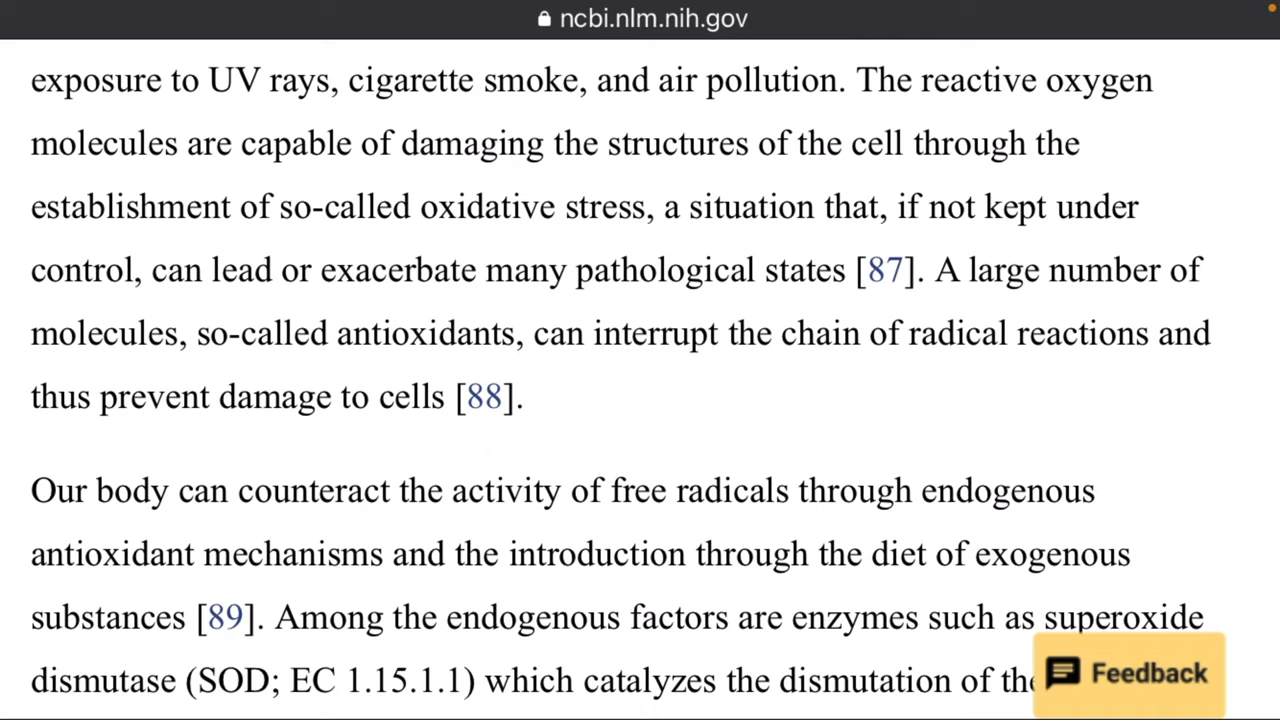 ncbi.nlm.nih.gov
exposure to UV rays, cigarette smoke, and air pollution. The reactive oxygen
molecules are capable of damaging the structures of the cell through the
establishment of so-called oxidative stress, a situation that, if not kept under
control, can lead or exacerbate many pathological states [87]. A large number of
molecules, so-called antioxidants, can interrupt the chain of radical reactions and
thus prevent damage to cells [88].
Our body can counteract the activity of free radicals through endogenous
antioxidant mechanisms and the introduction through the diet of exogenous
substances [89]. Among the endogenous factors are enzymes such as superoxide
dismutase (SOD; EC 1.15.1.1) which catalyzes the dismutation of
Feedback